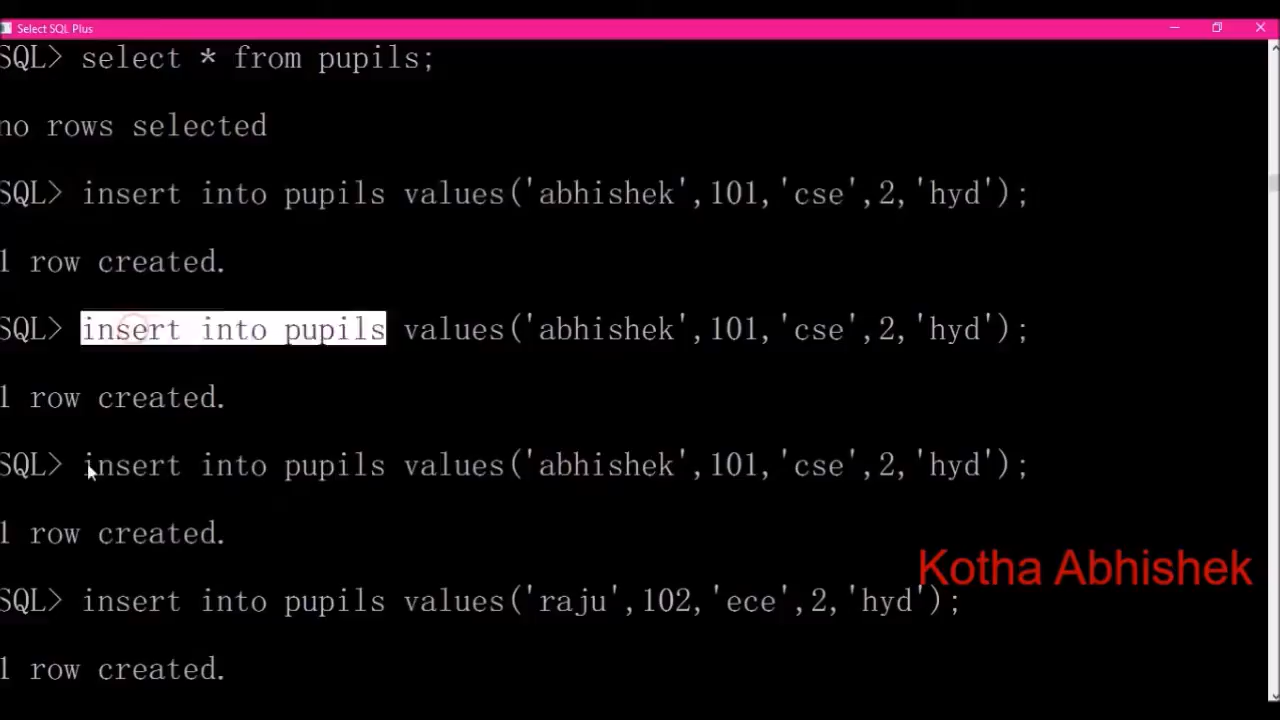 Select SQL Plus
SQL> select * from pupils;
no rows selected
SQL> insert into pupils values('abhishek',101,'cse',2,'hyd');
1 row created.
SQL> insert into pupils values('abhishek',101,'cse',2,'hyd');
1 row created.
SQL> insert into pupils values('abhishek',101,'cse',2,'hyd');
1 row created.
Kotha Abhishek
SQL> insert into pupils values('raju',102,'ece',2,'hyd');
1 row created.